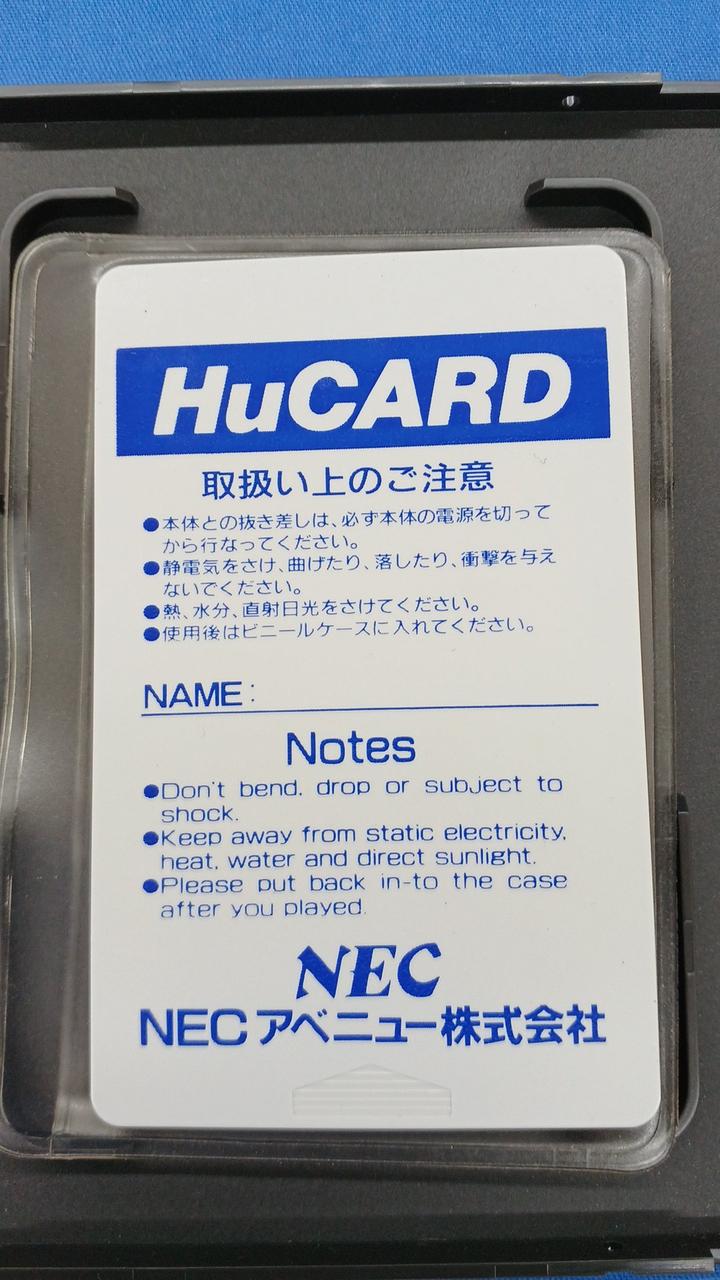 HuCARD
取扱い上のご注意
●本体との抜き差しは、必ず本体の電源を切って
から行なってください。
●静電気をさけ、曲げたり、落したり、衝撃を与え
ないでください。
●熱、水分、直射日光をさけてください。
●使用後はビニールケースに入れてください。
NAME:
Notes
●Don't bend. drop or subject to
shock.
●Keep away from static electricity,
heat, water and direct sunlight.
●Please put back in-to the case
after you played.
NEC
NECアベニュー株式会社